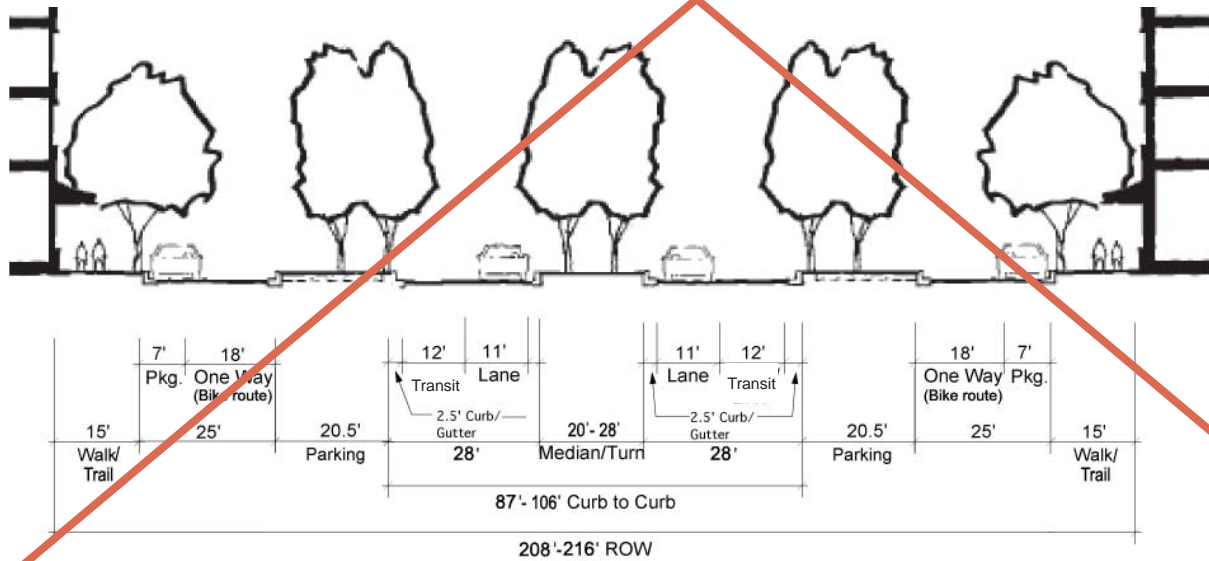 7' 18' 12' 11' 11' 12' 18' 7'
Pkg. One Way Transit Lane Lane Transit One Way Pkg.
(Bike route) (Bike route)
2.5' Curb/ 2.5' Curb/
Gutter Gutter
15' 25' 20.5' 28' 20'- 28' 28' 20.5' 25' 15'
Walk/ Parking Median/Turn Parking Walk/
Trail Trail
87'- 106' Curb to Curb
208'-216' ROW